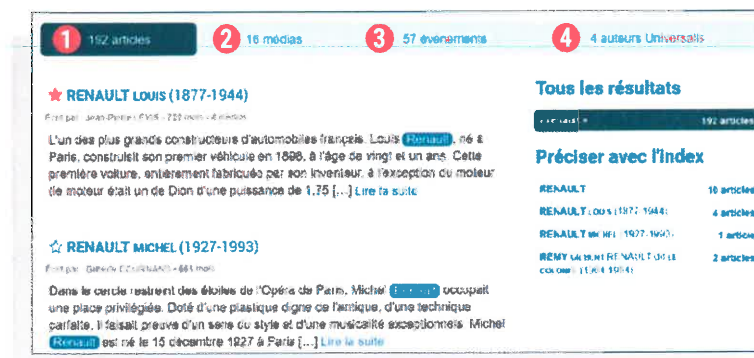 1 192 articles 2 16 médias 3 57 évenements 4 4 auteurs Universalis
RENAULT LOUIS (1877-1944)
L'un des plus grands constructeurs d'automobiles français, Louis Renault, né à
Paris, construisit son premier véhicule en 1898, à l'âge de vingt et un ans. Cette
première voiture, entièrement fabriquée par son inventeur, à l'exception du moteur
(le moteur était un de Dion d'une puissance de 1,75 […] Lire la suite
RENAULT MICHEL (1927-1993)
Dans le cercle restreint des étoiles de l'Opéra de Paris, Michel Renault occupait
une place privilégiée. Doté d'une plastique digne de l'antique, d'une technique
parfaite, il faisait preuve d'un sens du style et d'une musicalité exceptionnels. Michel
Renault est né le 15 décembre 1927 à Paris […] Lire la suite
Tous les résultats
192 articles
Préciser avec l'index
RENAULT 10 articles
RENAULT LOUIS (1877-1944) 4 articles
RENAULT MICHEL (1927-1993) 1 article
RÉMY RENAULT 2 articles
(1904-1984)